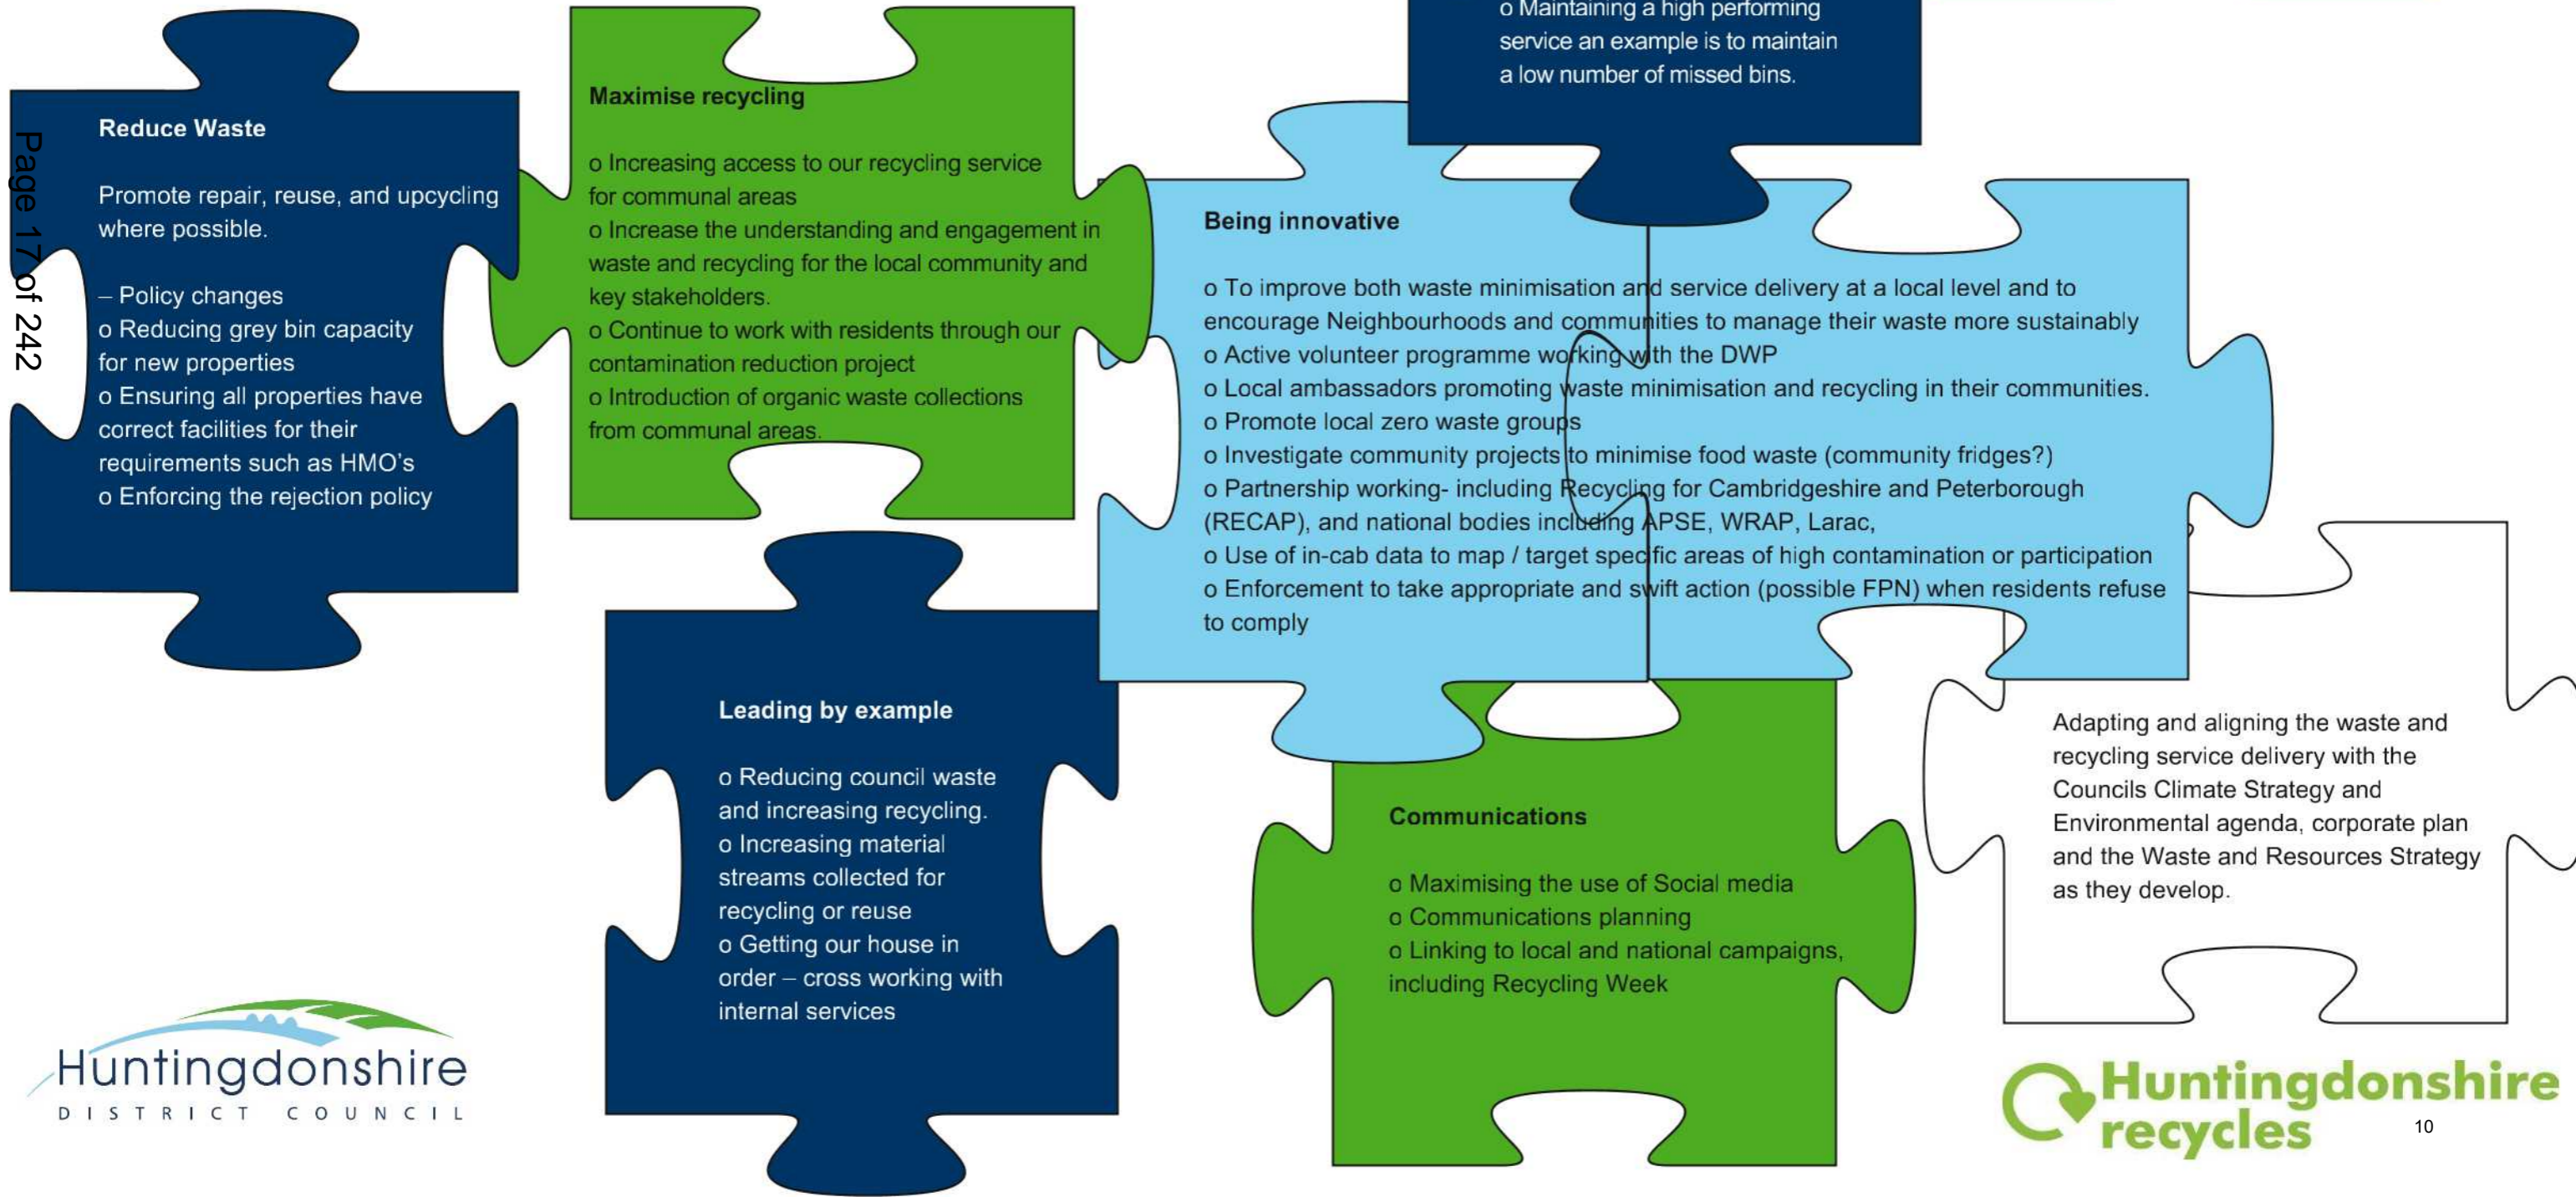 Page 17 of 242
o Maintaining a high performing
service an example is to maintain
a low number of missed bins.
Reduce Waste
Promote repair, reuse, and upcycling
where possible.
– Policy changes
o Reducing grey bin capacity
for new properties
o Ensuring all properties have
correct facilities for their
requirements such as HMO's
o Enforcing the rejection policy
Maximise recycling
o Increasing access to our recycling service
for communal areas
o Increase the understanding and engagement in
waste and recycling for the local community and
key stakeholders.
o Continue to work with residents through our
contamination reduction project
o Introduction of organic waste collections
from communal areas.
Being innovative
o To improve both waste minimisation and service delivery at a local level and to
encourage Neighbourhoods and communities to manage their waste more sustainably
o Active volunteer programme working with the DWP
o Local ambassadors promoting waste minimisation and recycling in their communities.
o Promote local zero waste groups
o Investigate community projects to minimise food waste (community fridges?)
o Partnership working- including Recycling for Cambridgeshire and Peterborough
(RECAP), and national bodies including APSE, WRAP, Larac,
o Use of in-cab data to map / target specific areas of high contamination or participation
o Enforcement to take appropriate and swift action (possible FPN) when residents refuse
to comply
Leading by example
o Reducing council waste
and increasing recycling.
o Increasing material
streams collected for
recycling or reuse
o Getting our house in
order – cross working with
internal services
Communications
o Maximising the use of Social media
o Communications planning
o Linking to local and national campaigns,
including Recycling Week
Adapting and aligning the waste and
recycling service delivery with the
Councils Climate Strategy and
Environmental agenda, corporate plan
and the Waste and Resources Strategy
as they develop.
Huntingdonshire
DISTRICT COUNCIL
Huntingdonshire
recycles
10